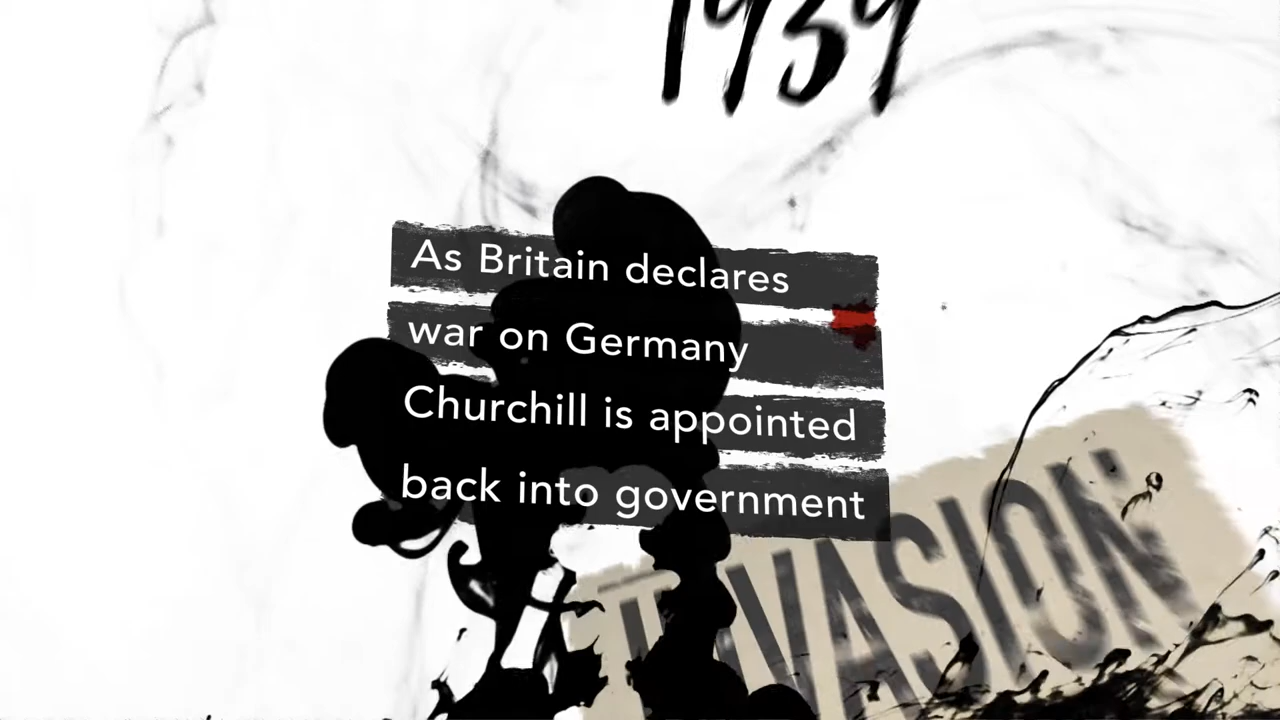 1939
As Britain declares
war on Germany
Churchill is appointed
back into government
INVASION